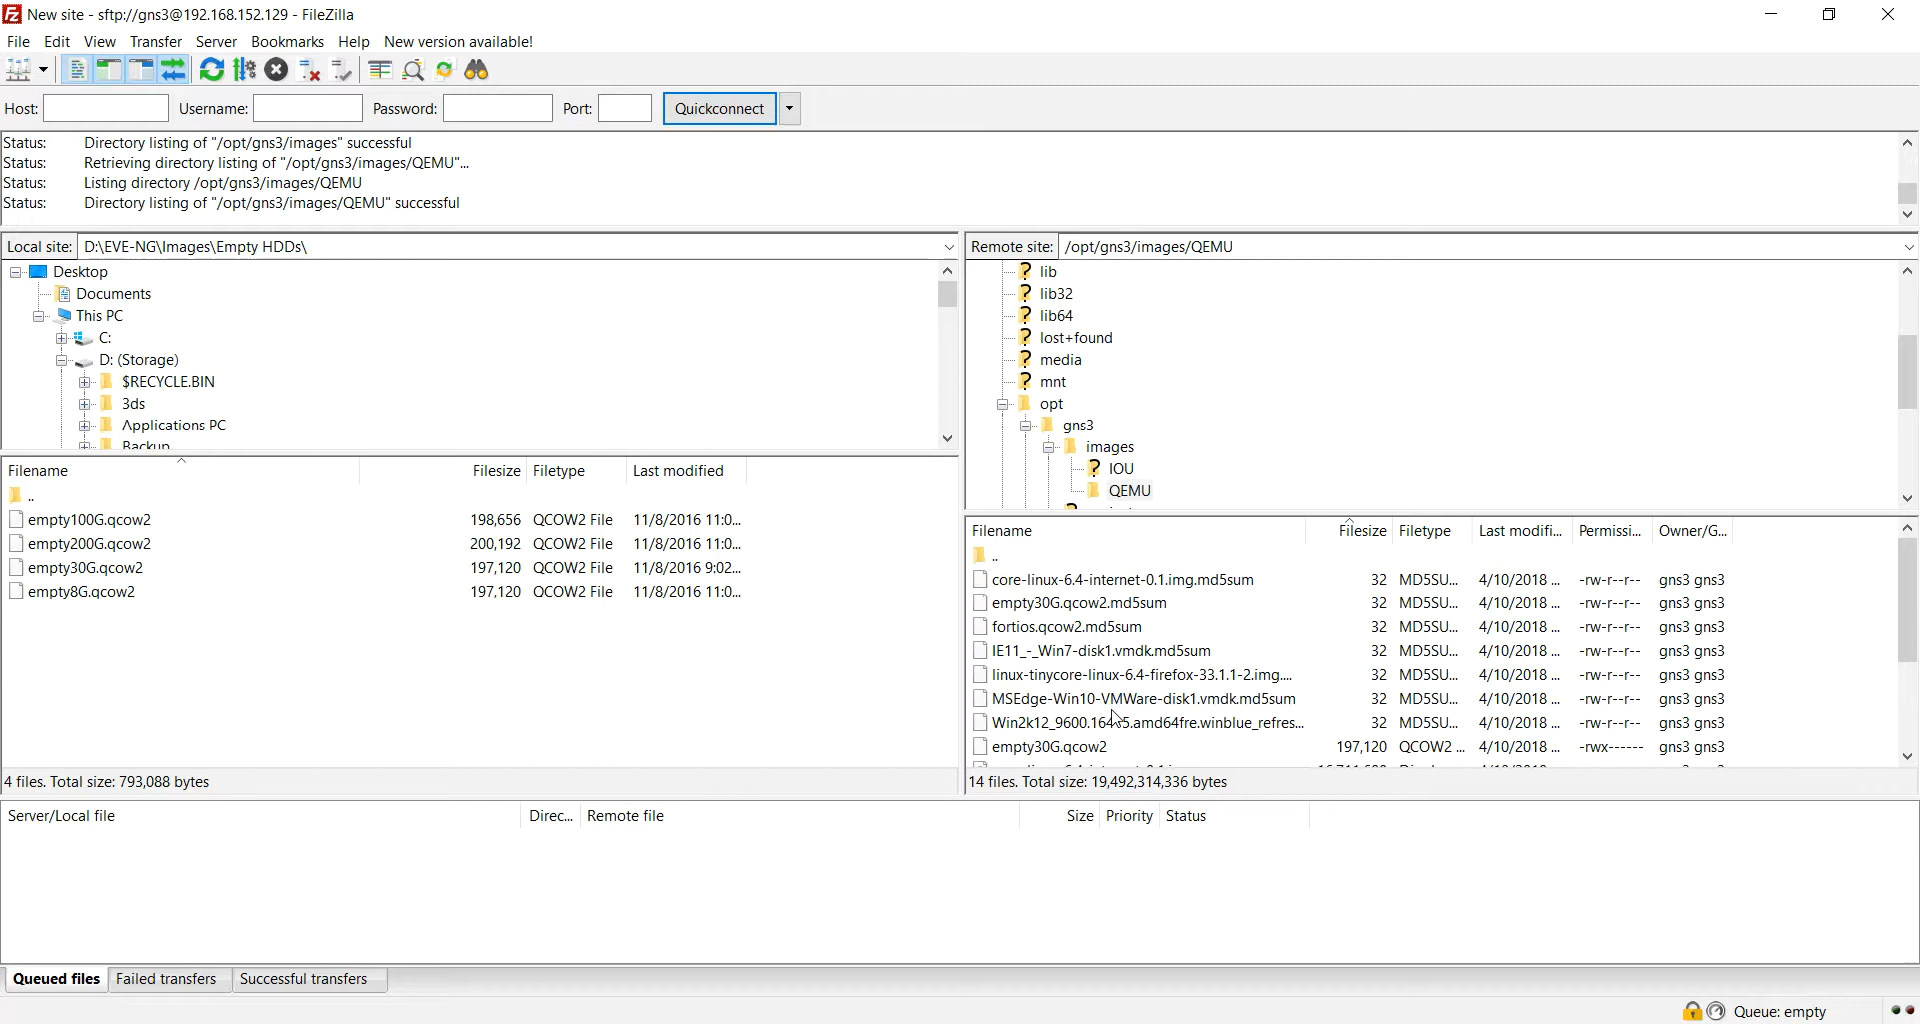 New site - sftp://gns3@192.168.152.129 - FileZilla
File Edit View Transfer Server Bookmarks Help New version available!
Host: Username: Password: Port: Quickconnect
Status: Directory listing of "/opt/gns3/images" successful
Status: Retrieving directory listing of "/opt/gns3/images/QEMU"...
Status: Listing directory /opt/gns3/images/QEMU
Status: Directory listing of "/opt/gns3/images/QEMU" successful
Local site: D:\EVE-NG\Images\Empty HDDs\
Desktop
Documents
This PC
C:
D: (Storage)
$RECYCLE.BIN
3ds
Applications PC
Backup
Filename Filesize Filetype Last modified
..
empty100G.qcow2 198,656 QCOW2 File 11/8/2016 11:0...
empty200G.qcow2 200,192 QCOW2 File 11/8/2016 11:0...
empty30G.qcow2 197,120 QCOW2 File 11/8/2016 9:02...
empty8G.qcow2 197,120 QCOW2 File 11/8/2016 11:0...
4 files. Total size: 793,088 bytes
Remote site: /opt/gns3/images/QEMU
lib
lib32
lib64
lost+found
media
mnt
opt
gns3
images
IOU
QEMU
Filename Filesize Filetype Last modifi... Permissi... Owner/G...
..
core-linux-6.4-internet-0.1.img.md5sum 32 MD5SU... 4/10/2018 ... -rw-r--r-- gns3 gns3
empty30G.qcow2.md5sum 32 MD5SU... 4/10/2018 ... -rw-r--r-- gns3 gns3
fortios.qcow2.md5sum 32 MD5SU... 4/10/2018 ... -rw-r--r-- gns3 gns3
IE11_-_Win7-disk1.vmdk.md5sum 32 MD5SU... 4/10/2018 ... -rw-r--r-- gns3 gns3
linux-tinycore-linux-6.4-firefox-33.1.1-2.img.... 32 MD5SU... 4/10/2018 ... -rw-r--r-- gns3 gns3
MSEdge-Win10-VMWare-disk1.vmdk.md5sum 32 MD5SU... 4/10/2018 ... -rw-r--r-- gns3 gns3
32 MD5SU... 4/10/2018 ... -rw-r--r-- gns3 gns3
empty30G.qcow2 197,120 QCOW2 ... 4/10/2018 ... -rwx------ gns3 gns3
14 files. Total size: 19,492,314,336 bytes
Server/Local file Direc... Remote file Size Priority Status
Queued files Failed transfers Successful transfers
Queue: empty